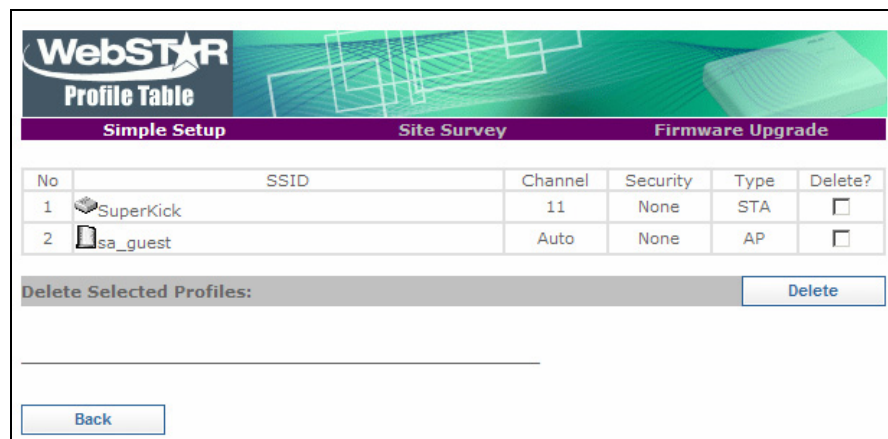 WebSTAR
Profile Table
Simple Setup Site Survey Firmware Upgrade
No SSID Channel Security Type Delete?
1 SuperKick 11 None STA
2 sa_guest Auto None AP
Delete Selected Profiles: Delete
Back